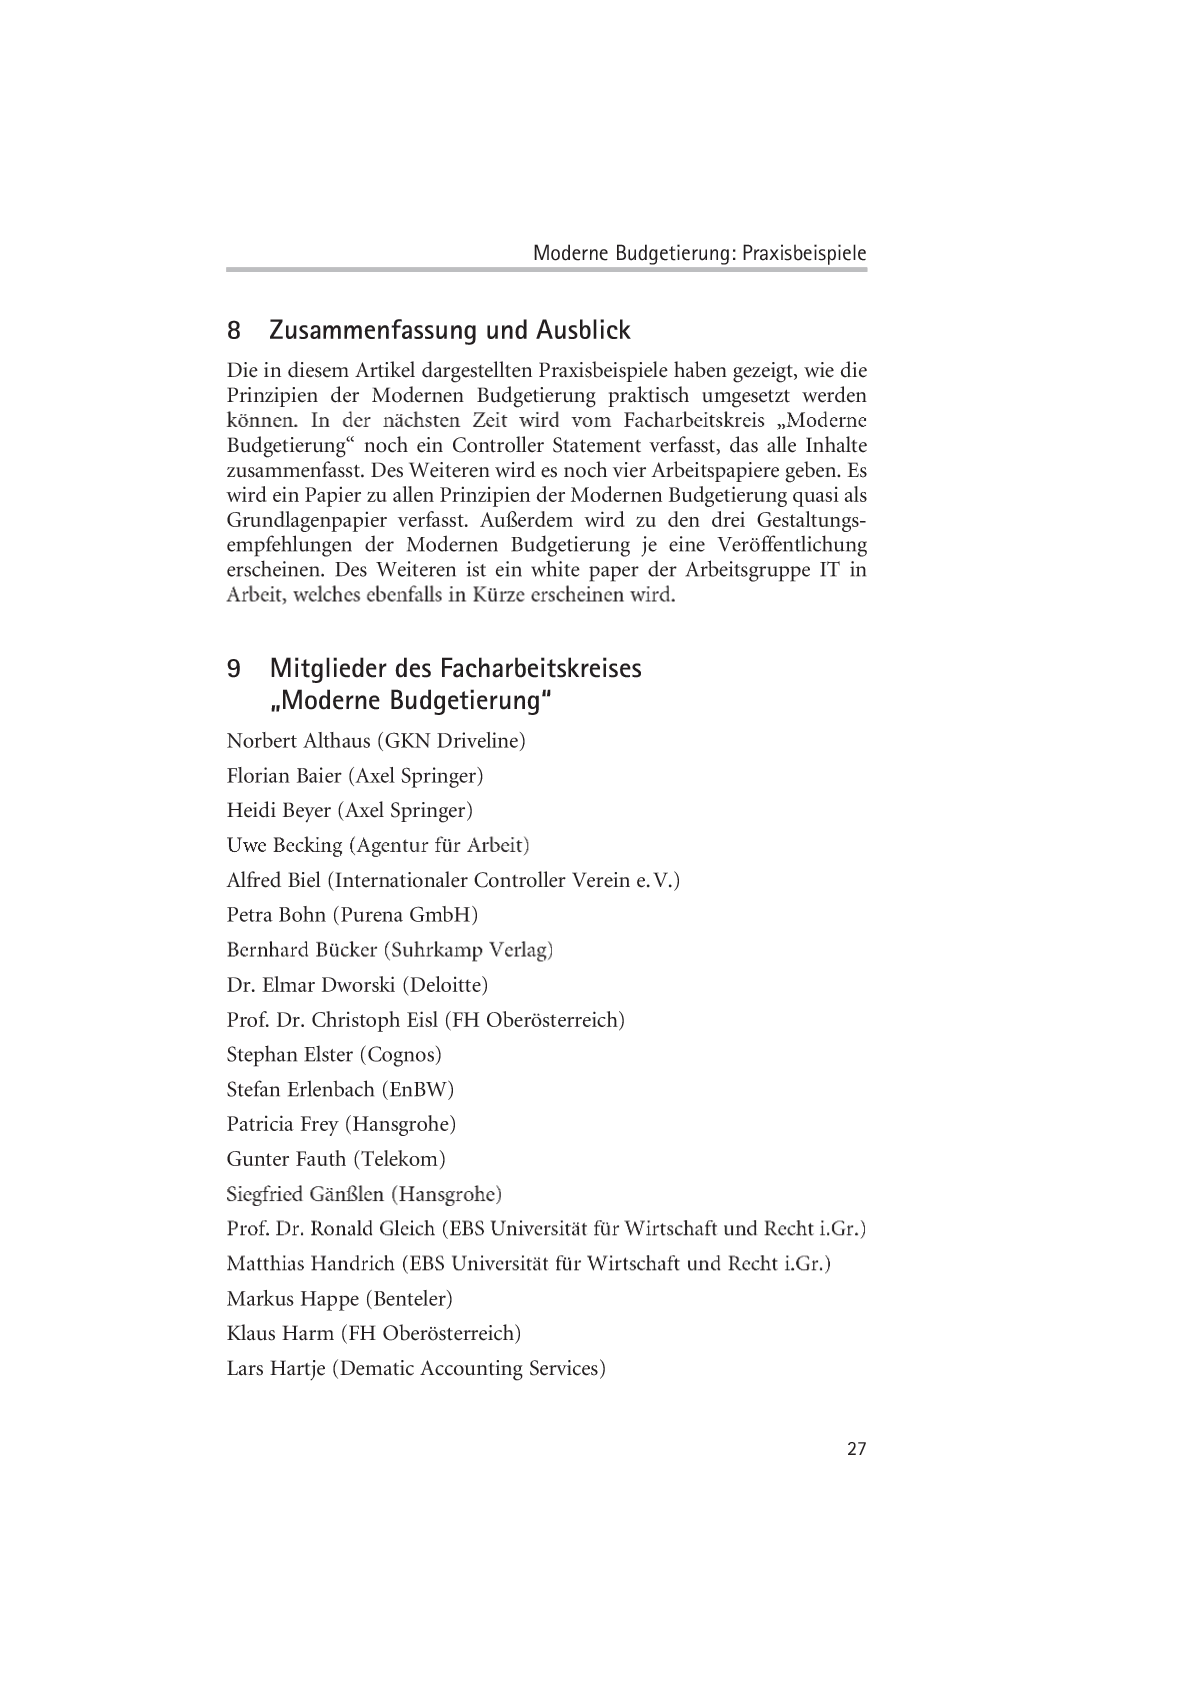 Moderne Budgetierung: Praxisbeispiele
8 Zusammenfassung und Ausblick
Die in diesem Artikel dargestellten Praxisbeispiele haben gezeigt, wie die
Prinzipien der Modernen Budgetierung praktisch umgesetzt werden
können. In der nächsten Zeit wird vom Facharbeitskreis „Moderne
Budgetierung“ noch ein Controller Statement verfasst, das alle Inhalte
zusammenfasst. Des Weiteren wird es noch vier Arbeitspapiere geben. Es
wird ein Papier zu allen Prinzipien der Modernen Budgetierung quasi als
Grundlagenpapier verfasst. Außerdem wird zu den drei Gestaltungs-
empfehlungen der Modernen Budgetierung je eine Veröffentlichung
erscheinen. Des Weiteren ist ein white paper der Arbeitsgruppe IT in
Arbeit, welches ebenfalls in Kürze erscheinen wird.
9 Mitglieder des Facharbeitskreises
„Moderne Budgetierung“
Norbert Althaus (GKN Driveline)
Florian Baier (Axel Springer)
Heidi Beyer (Axel Springer)
Uwe Becking (Agentur für Arbeit)
Alfred Biel (Internationaler Controller Verein e.V.)
Petra Bohn (Purena GmbH)
Bernhard Bücker (Suhrkamp Verlag)
Dr. Elmar Dworski (Deloitte)
Prof. Dr. Christoph Eisl (FH Oberösterreich)
Stephan Elster (Cognos)
Stefan Erlenbach (EnBW)
Patricia Frey (Hansgrohe)
Gunter Fauth (Telekom)
Siegfried Gänßlen (Hansgrohe)
Prof. Dr. Ronald Gleich (EBS Universität für Wirtschaft und Recht i.Gr.)
Matthias Handrich (EBS Universität für Wirtschaft und Recht i.Gr.)
Markus Happe (Benteler)
Klaus Harm (FH Oberösterreich)
Lars Hartje (Dematic Accounting Services)
27